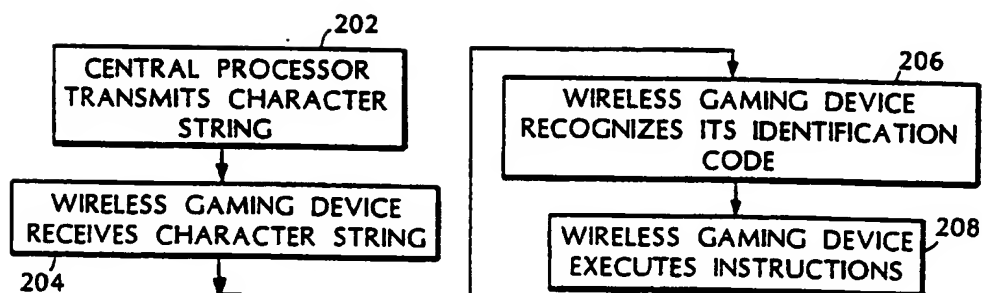 202
CENTRAL PROCESSOR
TRANSMITS CHARACTER
STRING
WIRELESS GAMING DEVICE
RECEIVES CHARACTER STRING
204
206
WIRELESS GAMING DEVICE
RECOGNIZES ITS IDENTIFICATION
CODE
WIRELESS GAMING DEVICE
EXECUTES INSTRUCTIONS
208